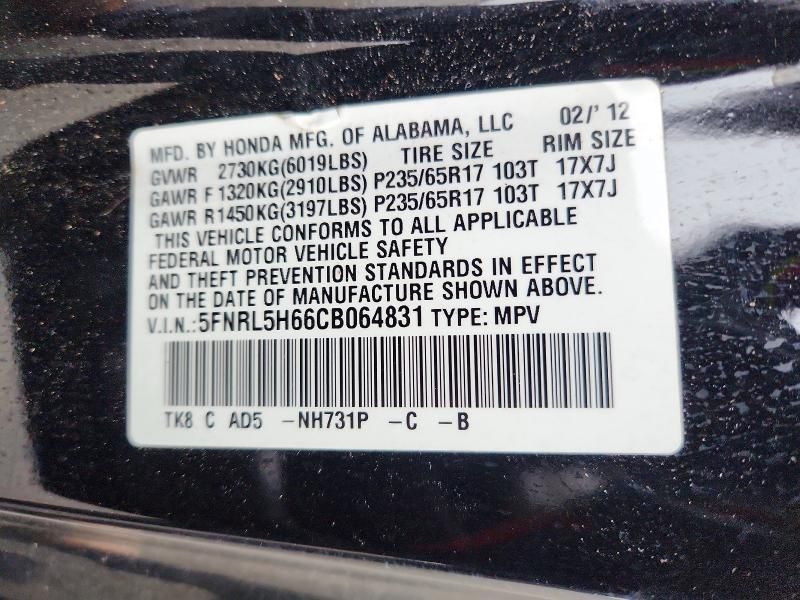 MFD. BY HONDA MFG. OF ALABAMA, LLC 02/'12
GVWR 2730KG(6019LBS) TIRE SIZE RIM SIZE
GAWR F 1320KG(2910LBS) P235/65R17 103T 17X7J
GAWR R1450KG(3197LBS) P235/65R17 103T 17X7J
THIS VEHICLE CONFORMS TO ALL APPLICABLE
FEDERAL MOTOR VEHICLE SAFETY
AND THEFT PREVENTION STANDARDS IN EFFECT
ON THE DATE OF MANUFACTURE SHOWN ABOVE.
V.I.N.:5FNRL5H66CB064831 TYPE: MPV
TK8 C AD5 -NH731P -C -B